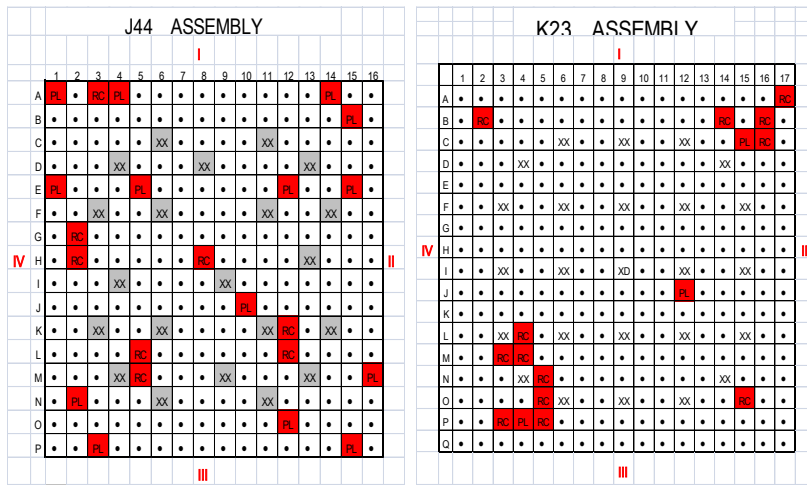 J44 ASSEMBLY
I
1 2 3 4 5 6 7 8 9 10 11 12 13 14 15 16
A PL RC PL PL
B PL
C XX XX
D XX XX XX
E PL PL PL PL
F XX XX XX XX
G RC
IV H RC RC XX II
I XX XX
J PL
K XX XX XX RC XX
L RC RC
M XX RC XX XX PL
N PL XX XX
O PL
P PL PL
III
K23 ASSEMBLY
I
1 2 3 4 5 6 7 8 9 10 11 12 13 14 15 16 17
A RC
B RC RC RC
C XX XX XX PL RC
D XX XX
E
F XX XX XX XX XX
G
IV H II
I XX XX XD XX XX
J PL
K
L XX RC XX XX XX XX
M RC RC
N XX RC XX
O RC XX XX XX RC
P RC PL RC
Q
III